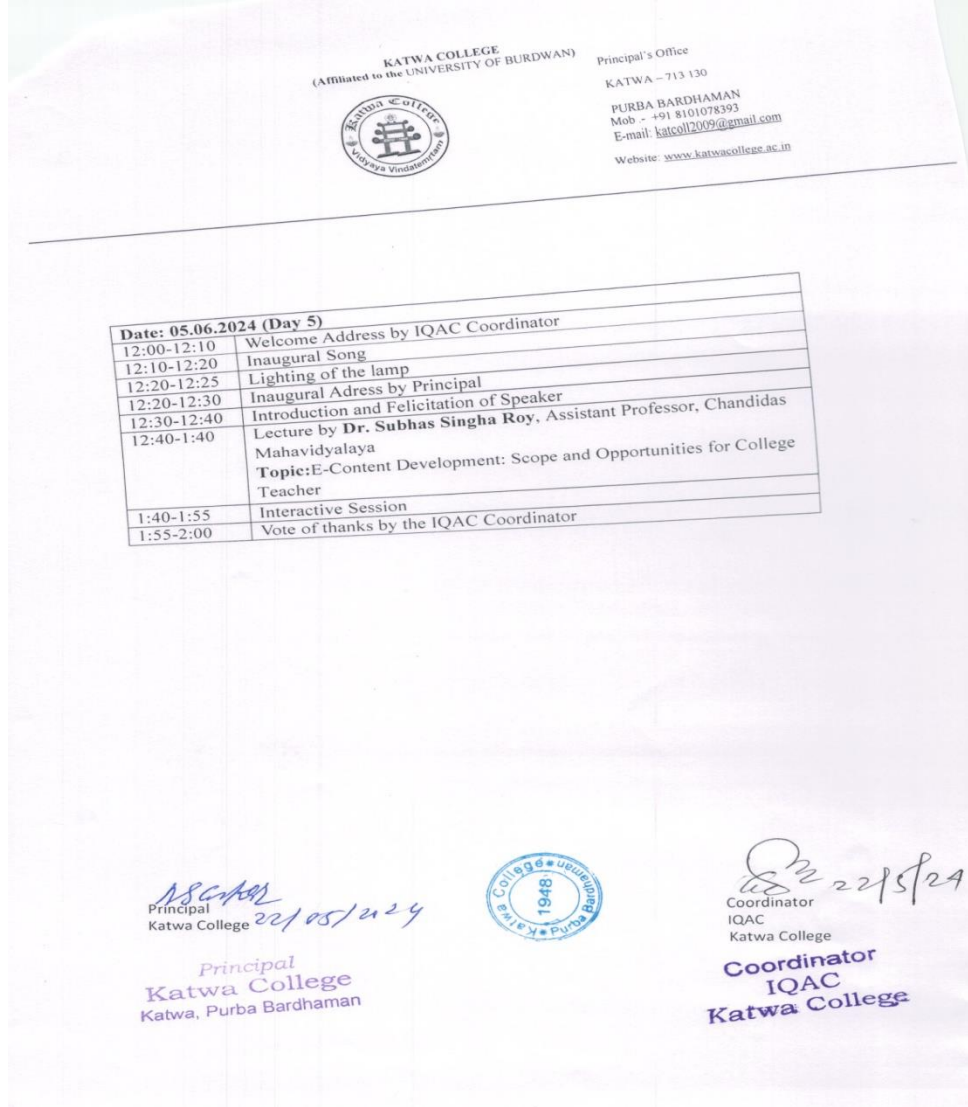 KATWA COLLEGE
(Affiliated to the UNIVERSITY OF BURDWAN)
Principal's Office
KATWA – 713 130
PURBA BARDHAMAN
Mob .- +91 8101078393
E-mail: katcoll2009@gmail.com
Website: www.katwacollege.ac.in
Katwa College
Vidyaya Vindatemrtam
Date: 05.06.2024 (Day 5)
12:00-12:10 Welcome Address by IQAC Coordinator
12:10-12:20 Inaugural Song
12:20-12:25 Lighting of the lamp
12:20-12:30 Inaugural Adress by Principal
12:30-12:40 Introduction and Felicitation of Speaker
12:40-1:40 Lecture by Dr. Subhas Singha Roy, Assistant Professor, Chandidas
Mahavidyalaya
Topic:E-Content Development: Scope and Opportunities for College
Teacher
1:40-1:55 Interactive Session
1:55-2:00 Vote of thanks by the IQAC Coordinator
Principal
Katwa College 22/05/2024
Principal
Katwa College
Katwa, Purba Bardhaman
Katwa College Purba Bardhaman
1948
22/5/24
Coordinator
IQAC
Katwa College
Coordinator
IQAC
Katwa College